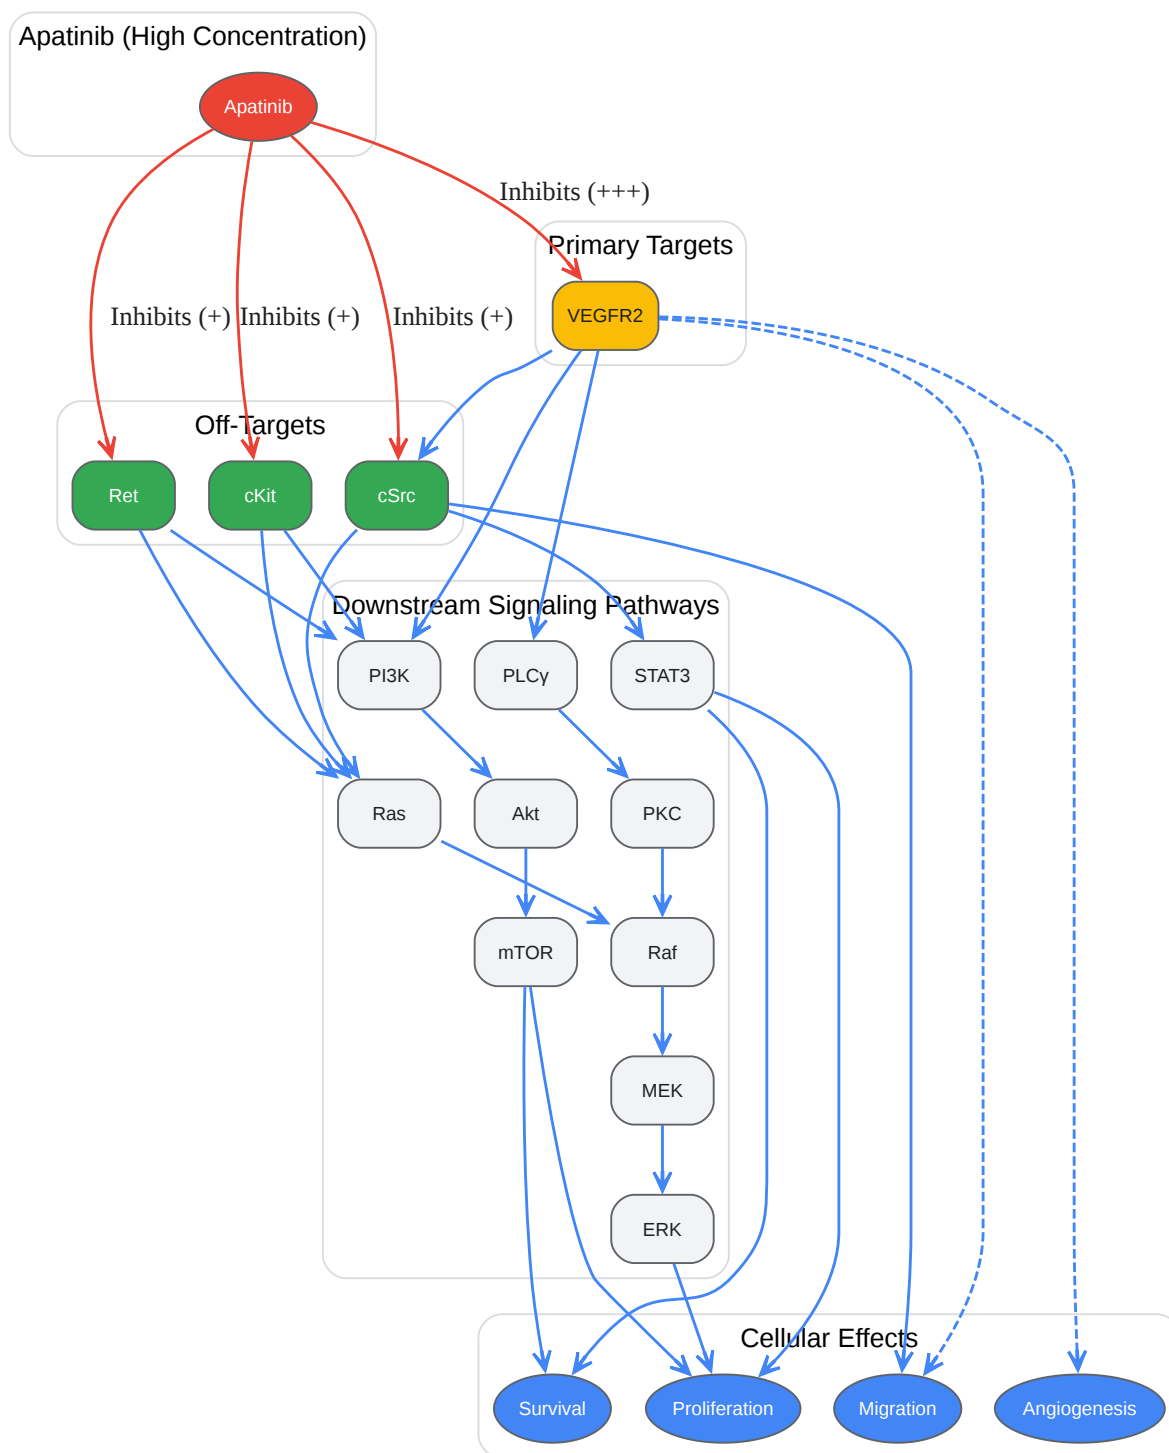 Apatinib (High Concentration)
Apatinib
Inhibits (+++)
Primary Targets
VEGFR2
Inhibits (+)
Inhibits (+)
Inhibits (+)
Off-Targets
Ret
cKit
cSrc
Downstream Signaling Pathways
PI3K
PLCγ
STAT3
Ras
Akt
PKC
mTOR
Raf
MEK
ERK
Cellular Effects
Survival
Proliferation
Migration
Angiogenesis